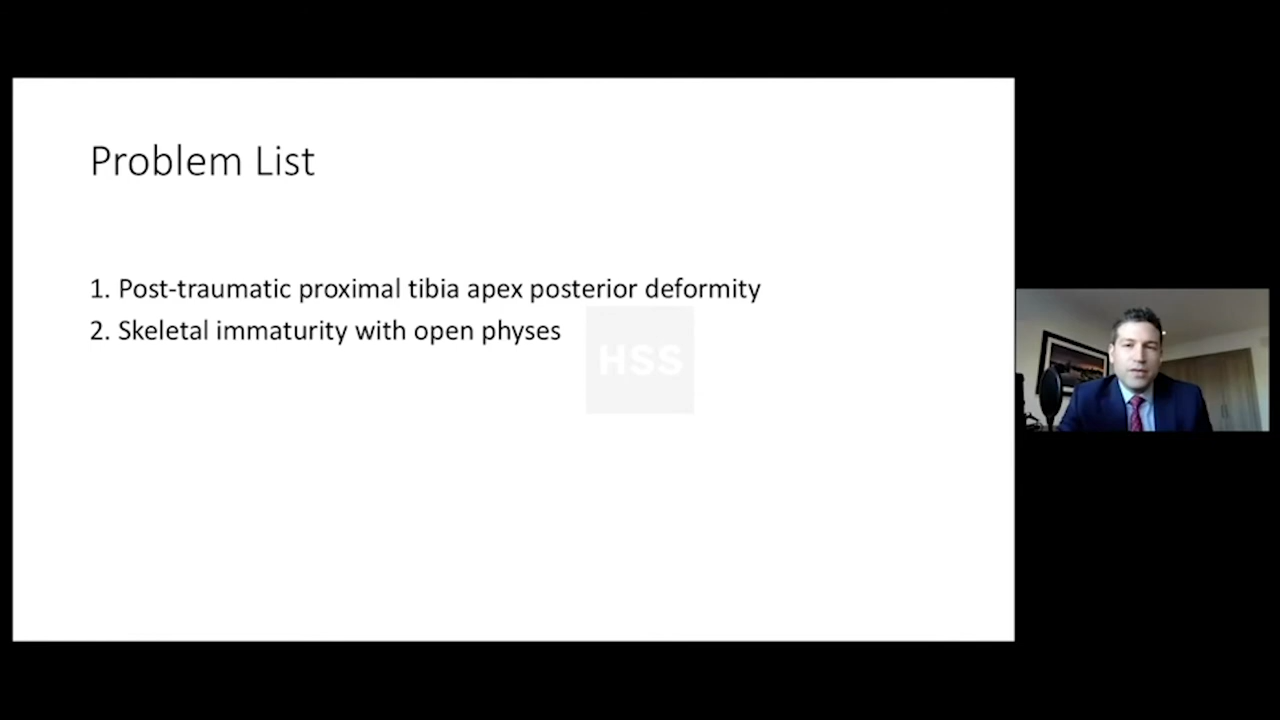 Problem List
1. Post-traumatic proximal tibia apex posterior deformity
2. Skeletal immaturity with open physes
HSS